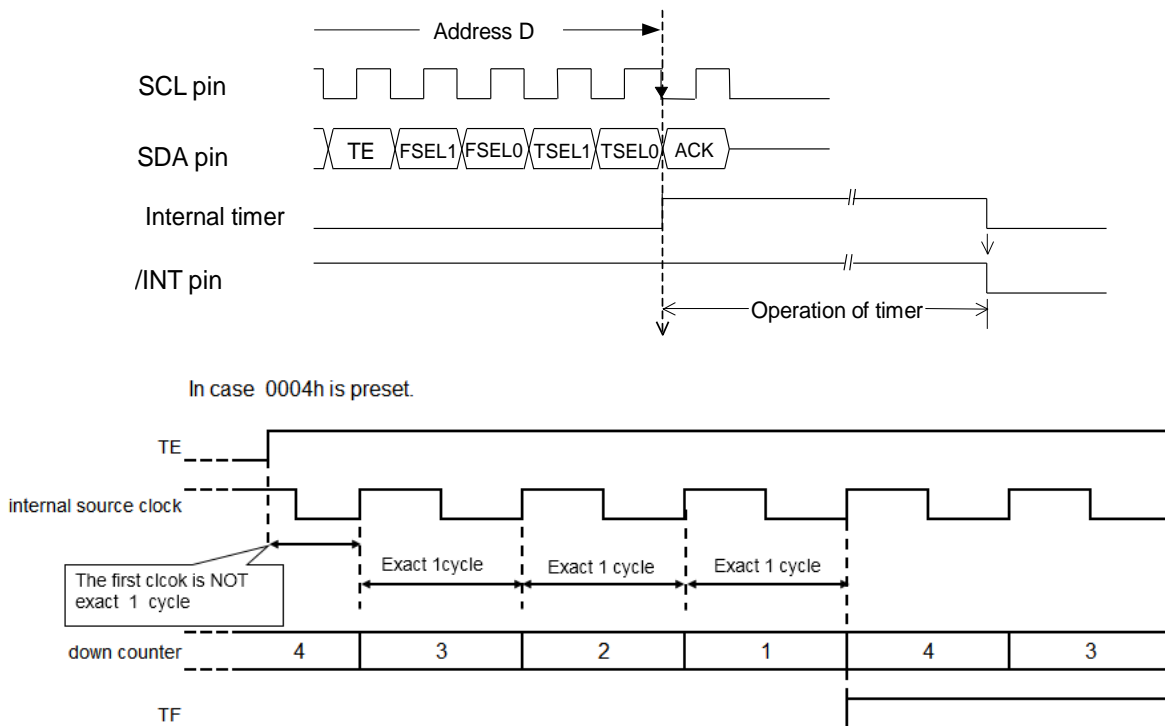 Address D
SCL pin
SDA pin
TE FSEL1 FSEL0 TSEL1 TSEL0 ACK
Internal timer
//
/INT pin
//
Operation of timer
In case 0004h is preset.
TE
internal source clock
Exact 1cycle Exact 1 cycle Exact 1 cycle
The first clcok is NOT
exact 1 cycle
down counter 4 3 2 1 4 3
TF